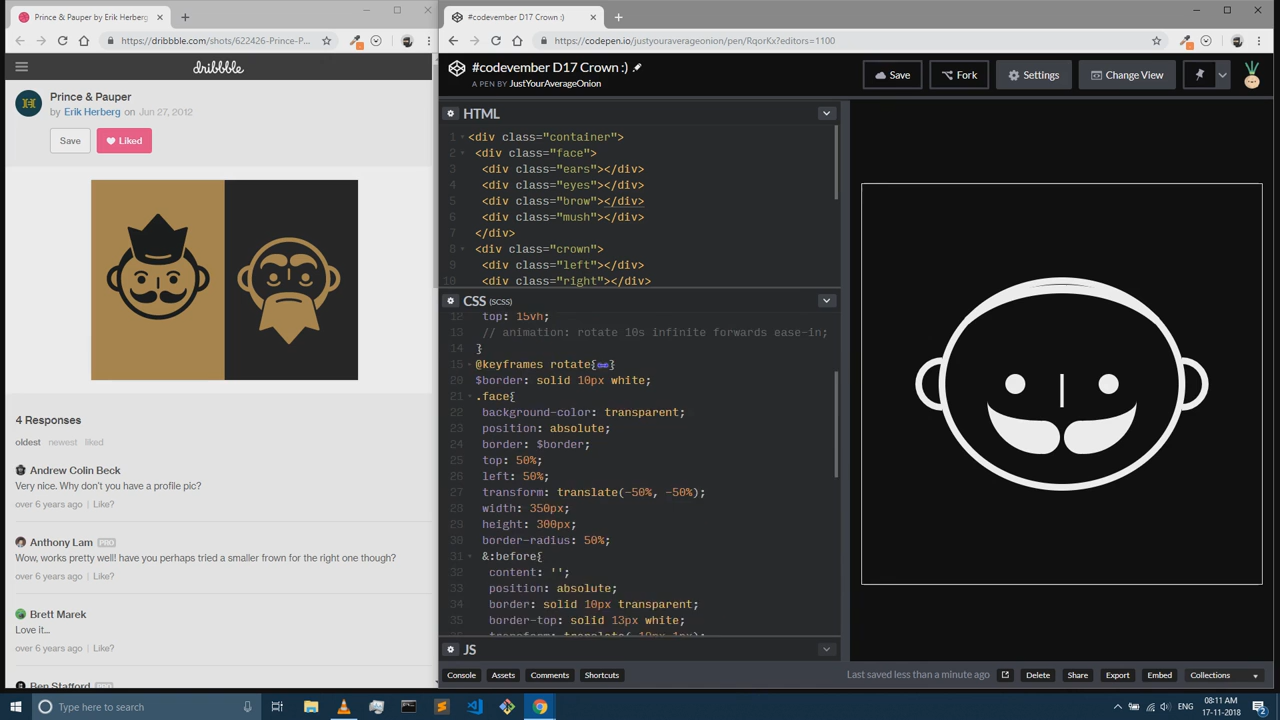 Prince & Pauper by Erik Herberg
https://dribbble.com/shots/622426-Prince-P...
dribbble
Prince & Pauper
by Erik Herberg on Jun 27, 2012
Save
Liked
4 Responses
oldest newest liked
Andrew Colin Beck
Very nice. Why don't you have a profile pic?
over 6 years ago | Like?
Anthony Lam PRO
Wow, works pretty well! have you perhaps tried a smaller frown for the right one though?
over 6 years ago | Like?
Brett Marek
Love it...
over 6 years ago | Like?
Ben Stafford PRO
#codevember D17 Crown :)
https://codepen.io/justyouraverageonion/pen/RqorKx?editors=1100
#codevember D17 Crown :)
A PEN BY JustYourAverageOnion
Save
Fork
Settings
Change View
HTML
1 <div class="container">
2 <div class="face">
3 <div class="ears"></div>
4 <div class="eyes"></div>
5 <div class="brow"></div>
6 <div class="mush"></div>
7 </div>
8 <div class="crown">
9 <div class="left"></div>
10 <div class="right"></div>
CSS (SCSS)
12 top: 15vh;
13 // animation: rotate 10s infinite forwards ease-in;
14 }
15 @keyframes rotate{↔}
20 $border: solid 10px white;
21 .face{
22 background-color: transparent;
23 position: absolute;
24 border: $border;
25 top: 50%;
26 left: 50%;
27 transform: translate(-50%, -50%);
28 width: 350px;
29 height: 300px;
30 border-radius: 50%;
31 &:before{
32 content: '';
33 position: absolute;
34 border: solid 10px transparent;
35 border-top: solid 13px white;
transform: translate(-10px,1px);
JS
Console
Assets
Comments
Shortcuts
Last saved less than a minute ago
Delete
Share
Export
Embed
Collections
Type here to search
ENG
08:11 AM
17-11-2018
2